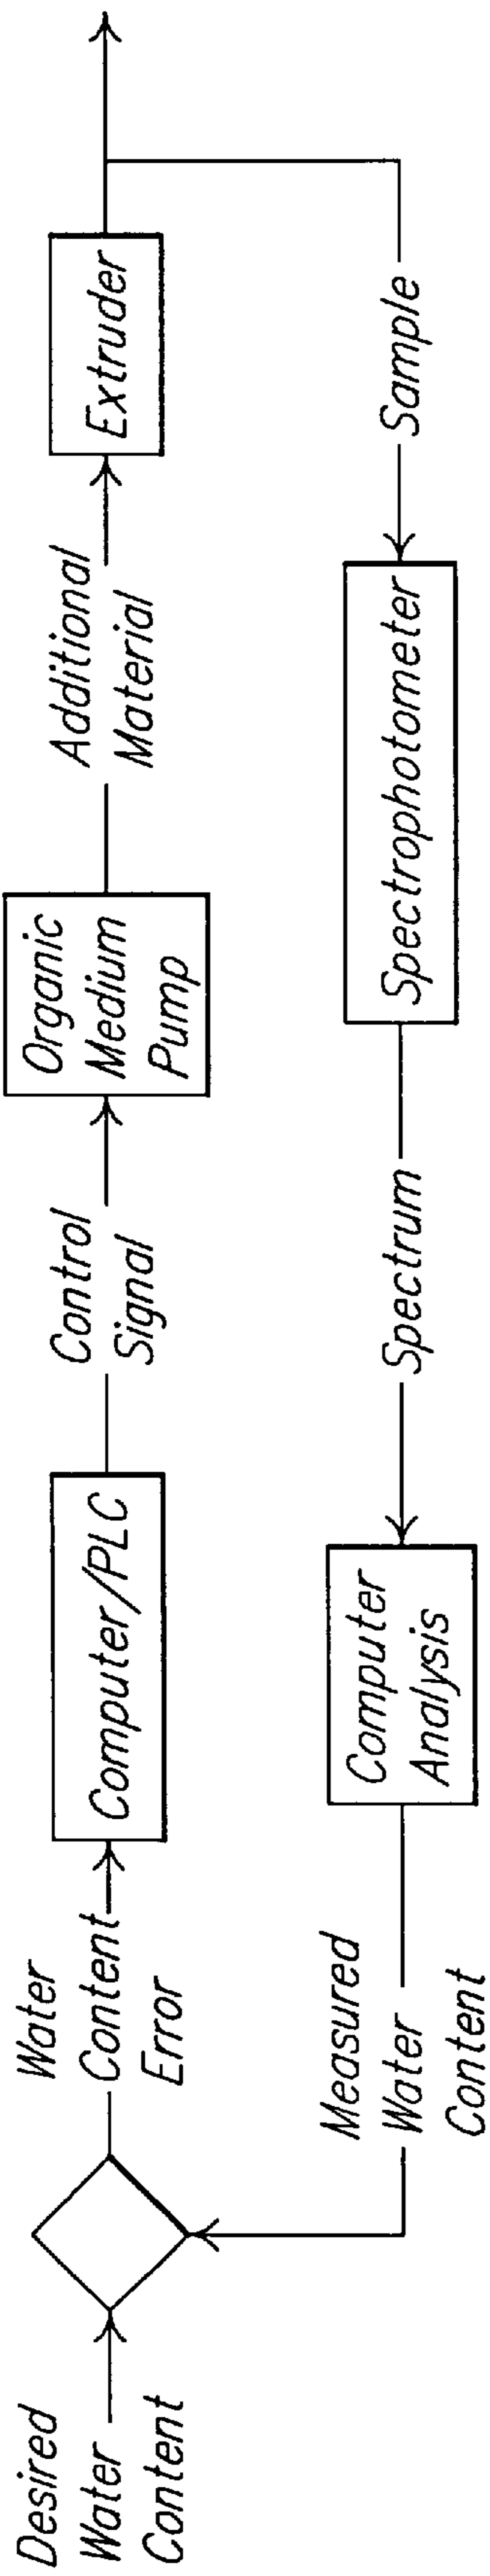 Desired
Water
Content
Water
Content
Error
Computer/PLC
Control
Signal
Organic
Medium
Pump
Additional
Material
Extruder
Measured
Water
Content
Computer
Analysis
Spectrum
Spectrophotometer
Sample